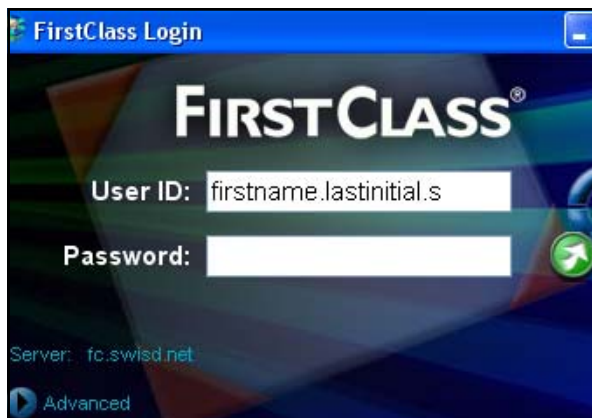 FirstClass Login
FIRSTCLASS®
User ID: firstname.lastinitial.s
Password:
Server: fc.swisd.net
Advanced